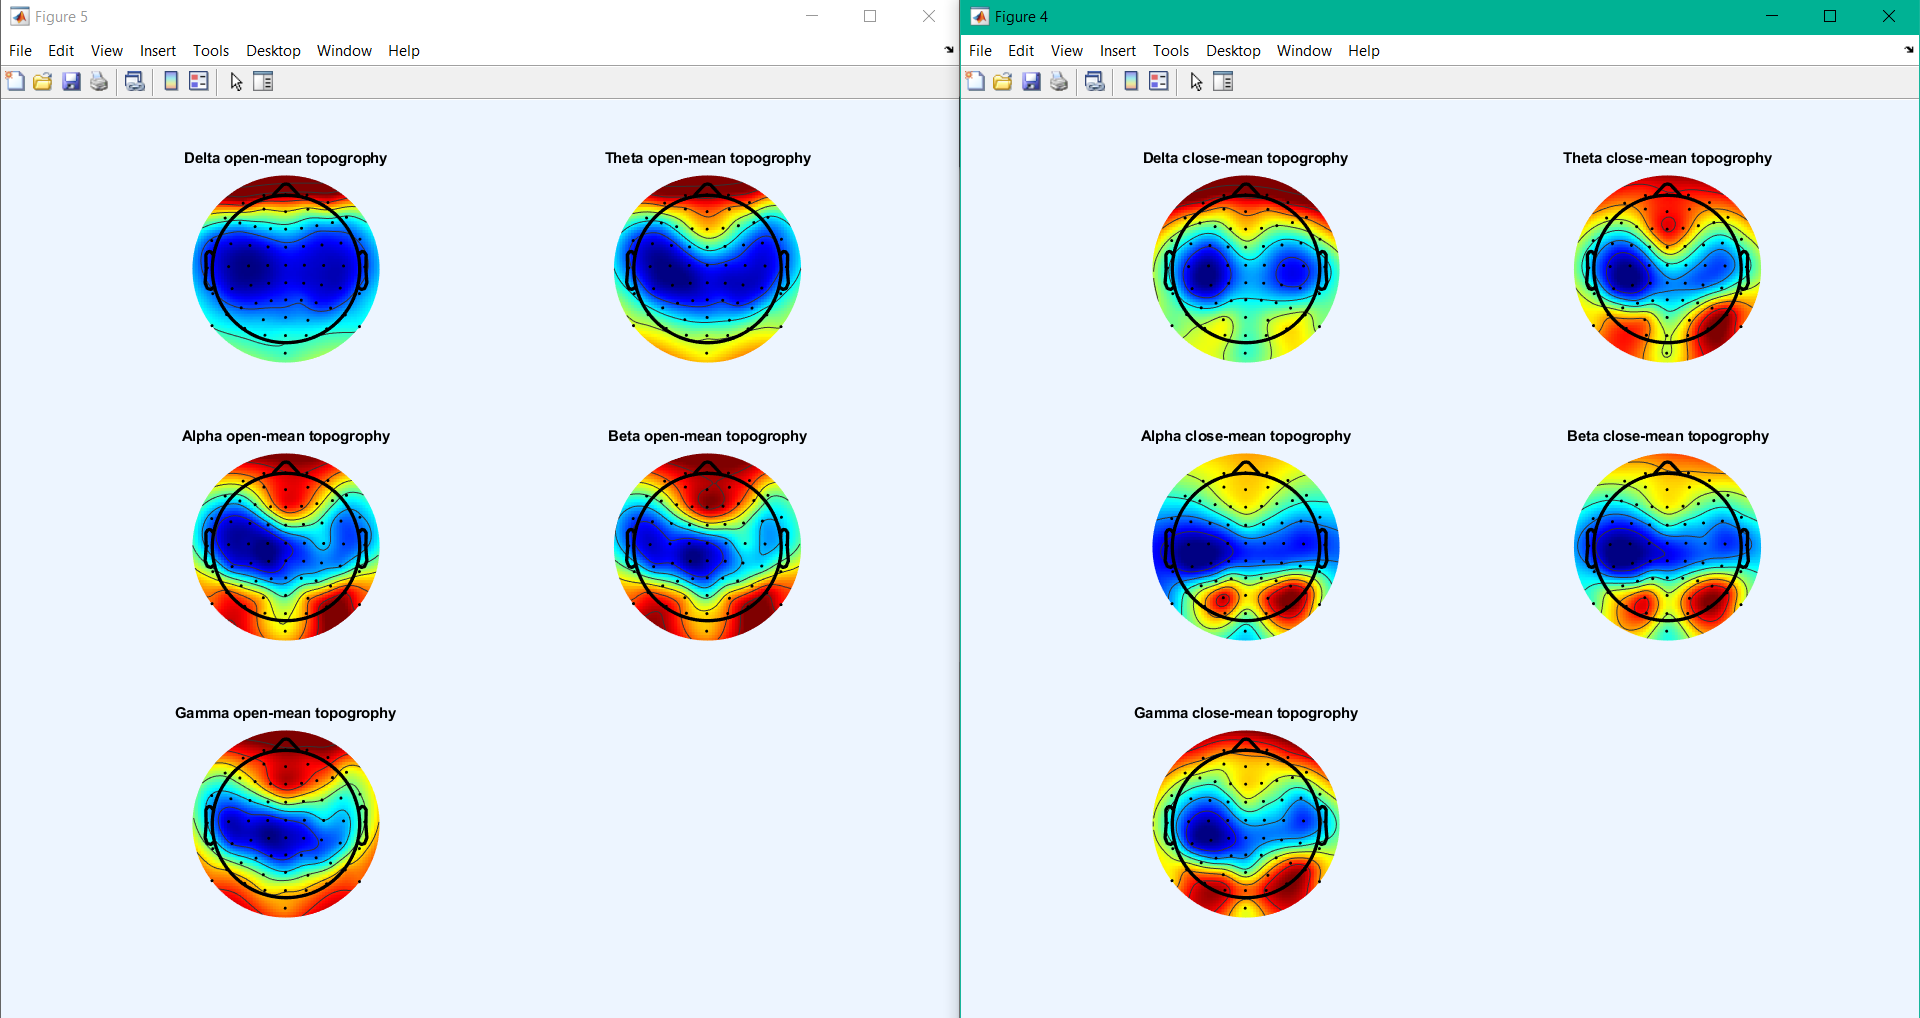 Figure 5
File Edit View Insert Tools Desktop Window Help
Delta open-mean topography
Theta open-mean topography
Alpha open-mean topography
Beta open-mean topography
Gamma open-mean topography
Figure 4
File Edit View Insert Tools Desktop Window Help
Delta close-mean topography
Theta close-mean topography
Alpha close-mean topography
Beta close-mean topography
Gamma close-mean topography